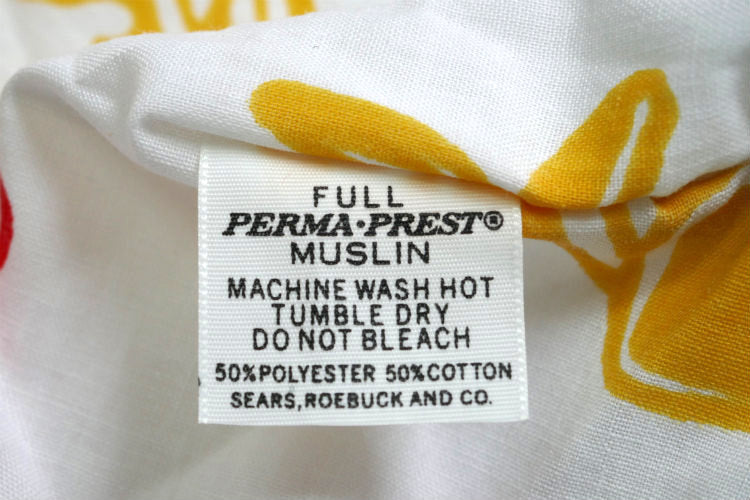 FULL
PERMA·PREST®
MUSLIN
MACHINE WASH HOT
TUMBLE DRY
DO NOT BLEACH
50%POLYESTER 50%COTTON
SEARS,ROEBUCK AND CO.